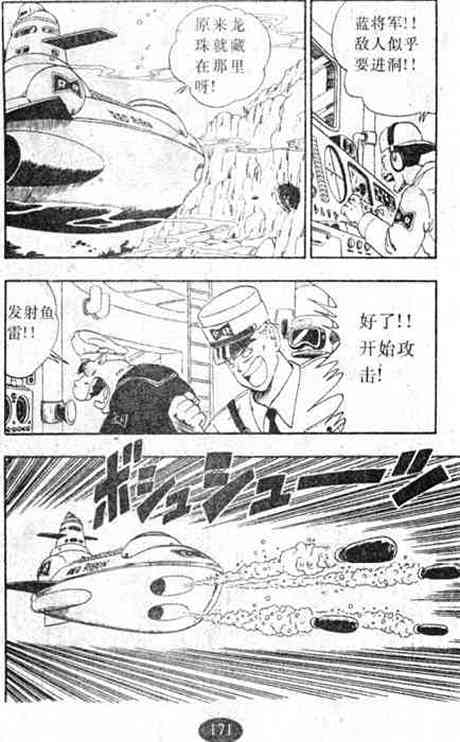 蓝将军!!
敌人似乎
要进洞!!
原来龙
珠就藏
在那里
呀!
好了!!
开始攻
击!
发射鱼
雷!!
ボシュシューッ
171